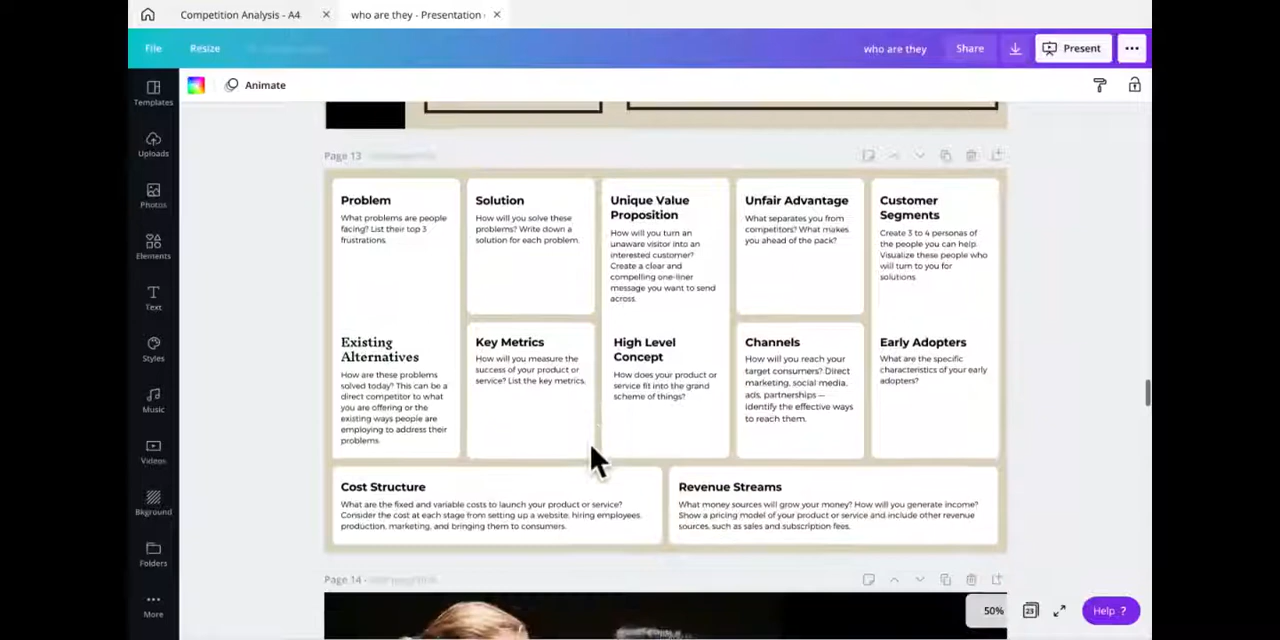 Competition Analysis - A4
who are they - Presentation
File
Resize
who are they
Share
Present
Templates
Animate
Uploads
Photos
Elements
Text
Styles
Music
Videos
Bkground
Folders
More
Page 13
Problem
What problems are people
facing? List their top 3
frustrations.
Solution
How will you solve these
problems? Write down a
solution for each problem.
Unique Value
Proposition
How will you turn an
unaware visitor into an
interested customer?
Create a clear and
compelling one-liner
message you want to send
across.
Unfair Advantage
What separates you from
competitors? What makes
you ahead of the pack?
Customer
Segments
Create 3 to 4 personas of
the people you can help.
Visualize these people who
will turn to you for
solutions.
Existing
Alternatives
How are these problems
solved today? This can be a
direct competitor to what
you are offering or the
existing ways people are
employing to address their
problems.
Key Metrics
How will you measure the
success of your product or
service? List the key metrics.
High Level
Concept
How does your product or
service fit into the grand
scheme of things?
Channels
How will you reach your
target consumers? Direct
marketing, social media,
ads, partnerships —
identify the effective ways
to reach them.
Early Adopters
What are the specific
characteristics of your early
adopters?
Cost Structure
What are the fixed and variable costs to launch your product or service?
Consider the cost at each stage from setting up a website, hiring employees,
production, marketing, and bringing them to consumers.
Revenue Streams
What money sources will grow your money? How will you generate income?
Show a pricing model of your product or service and include other revenue
sources, such as sales and subscription fees.
Page 14 -
50%
23
Help ?